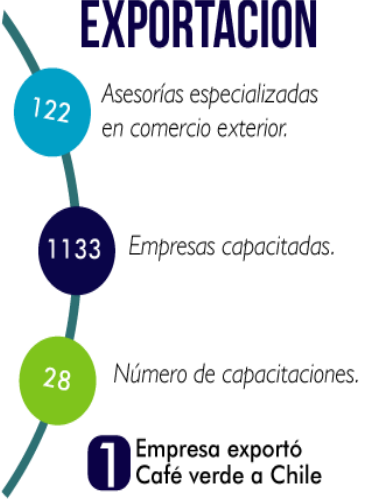 EXPORTACIÓN
122
Asesorías especializadas
en comercio exterior.
1133
Empresas capacitadas.
28
Número de capacitaciones.
1
Empresa exportó
Café verde a Chile